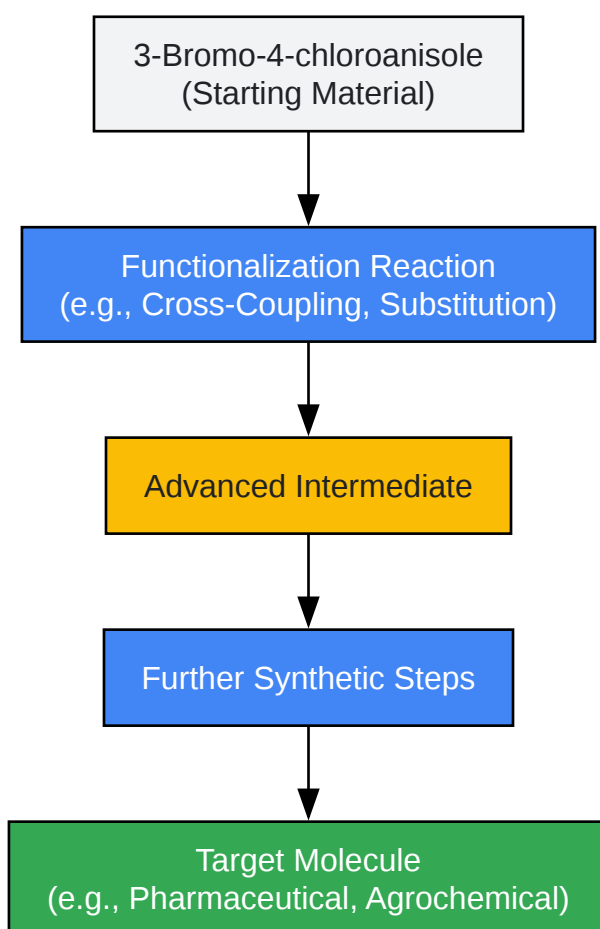 3-Bromo-4-chloroanisole
(Starting Material)
Functionalization Reaction
(e.g., Cross-Coupling, Substitution)
Advanced Intermediate
Further Synthetic Steps
Target Molecule
(e.g., Pharmaceutical, Agrochemical)